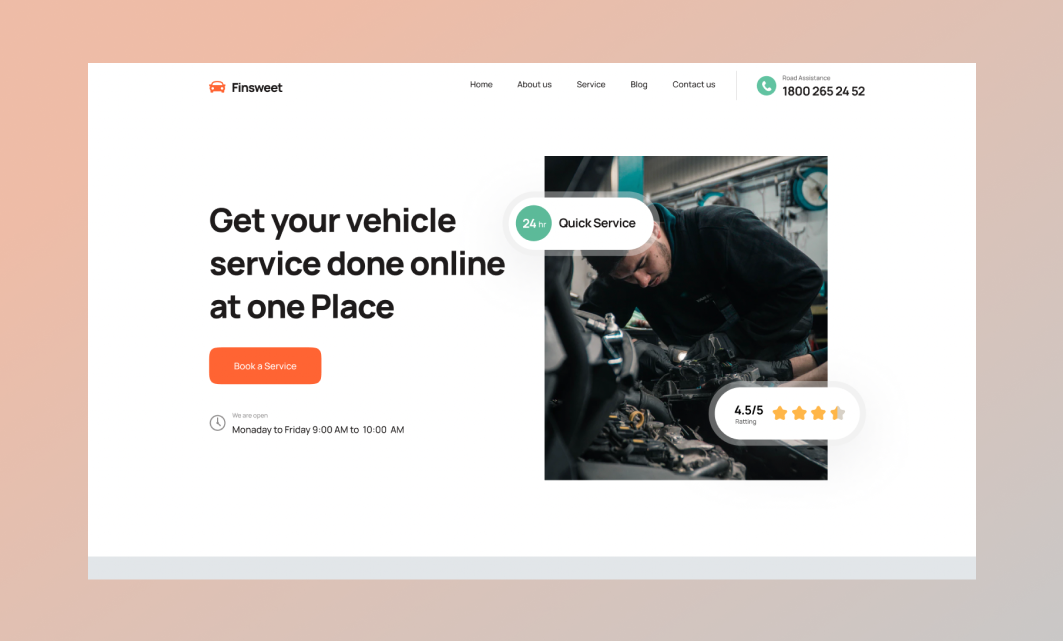 Finsweet
Home About us Service Blog Contact us
Road Assistance
1800 265 24 52
Get your vehicle
service done online
at one Place
24 hr Quick Service
Book a Service
We are open
Monaday to Friday 9:00 AM to 10:00 AM
4.5/5
Ratting